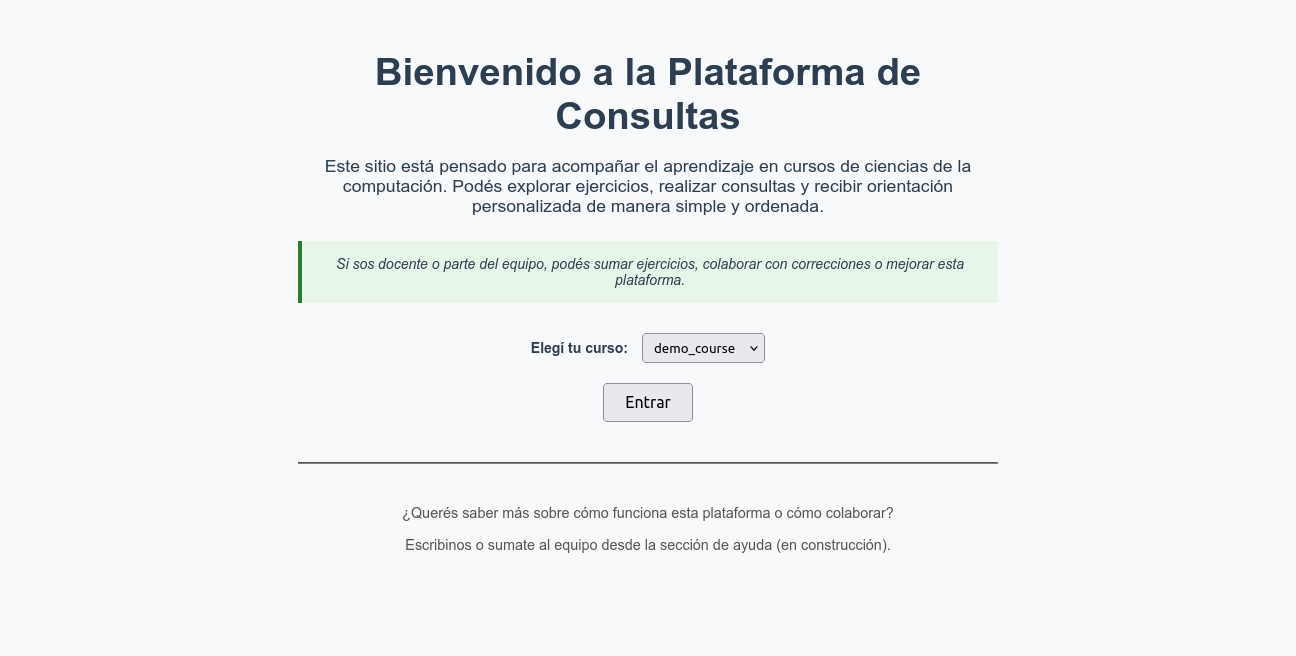 Bienvenido a la Plataforma de
Consultas
Este sitio está pensado para acompañar el aprendizaje en cursos de ciencias de la
computación. Podés explorar ejercicios, realizar consultas y recibir orientación
personalizada de manera simple y ordenada.
Si sos docente o parte del equipo, podés sumar ejercicios, colaborar con correcciones o mejorar esta
plataforma.
Elegí tu curso: demo_course
Entrar
¿Querés saber más sobre cómo funciona esta plataforma o cómo colaborar?
Escribinos o sumate al equipo desde la sección de ayuda (en construcción).